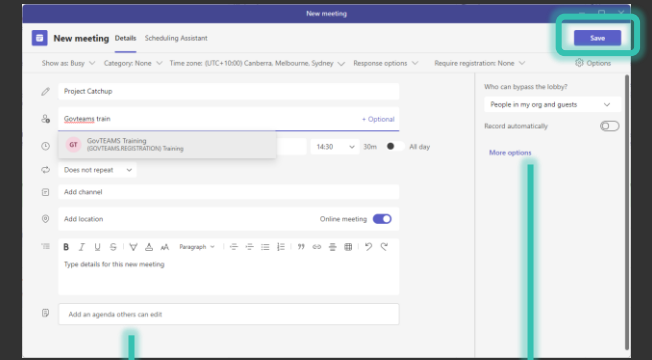 New meeting
New meeting Details Scheduling Assistant
Save
Show as: Busy Category: None Time zone: (UTC+10:00) Canberra, Melbourne, Sydney Response options Require registration: None Options
Project Catchup
Govteams train + Optional
GT GovTEAMS Training
(GOVTEAMS.REGISTRATION) Training
14:30 30m All day
Does not repeat
Add channel
Add location Online meeting
B I U S A AA Paragraph
Type details for this new meeting
Add an agenda others can edit
Who can bypass the lobby?
People in my org and guests
Record automatically
More options